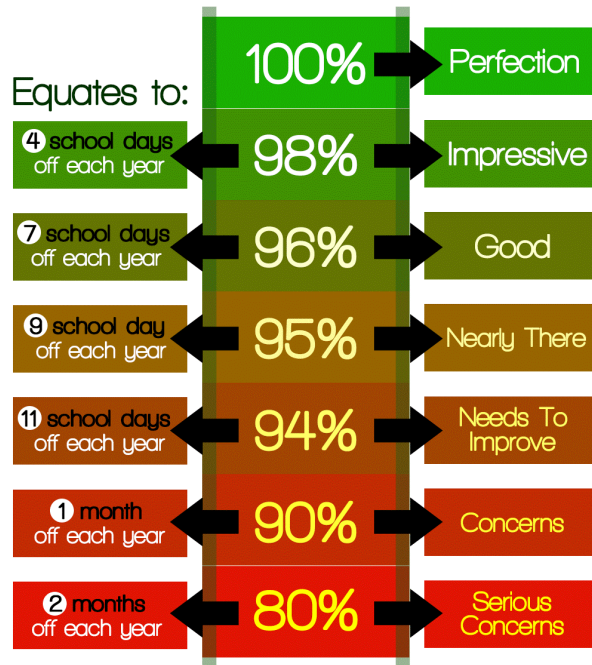 100%
Perfection
Equates to:
4 school days
off each year
98%
Impressive
7 school days
off each year
96%
Good
9 school day
off each year
95%
Nearly There
11 school days
off each year
94%
Needs To
Improve
1 month
off each year
90%
Concerns
2 months
off each year
80%
Serious
Concerns